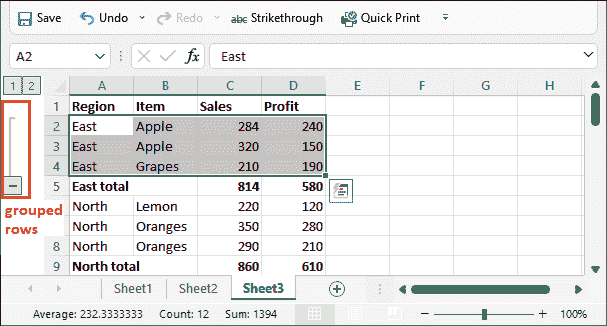 Save Undo Redo abc Strikethrough Quick Print
A2 fx East
1 2 A B C D E F G H
1 Region Item Sales Profit
2 East Apple 284 240
3 East Apple 320 150
4 East Grapes 210 190
5 East total 814 580
grouped North Lemon 220 120
rows North Oranges 350 280
8 North Oranges 290 210
9 North total 860 610
Sheet1 Sheet2 Sheet3
Average: 232.3333333 Count: 12 Sum: 1394 100%